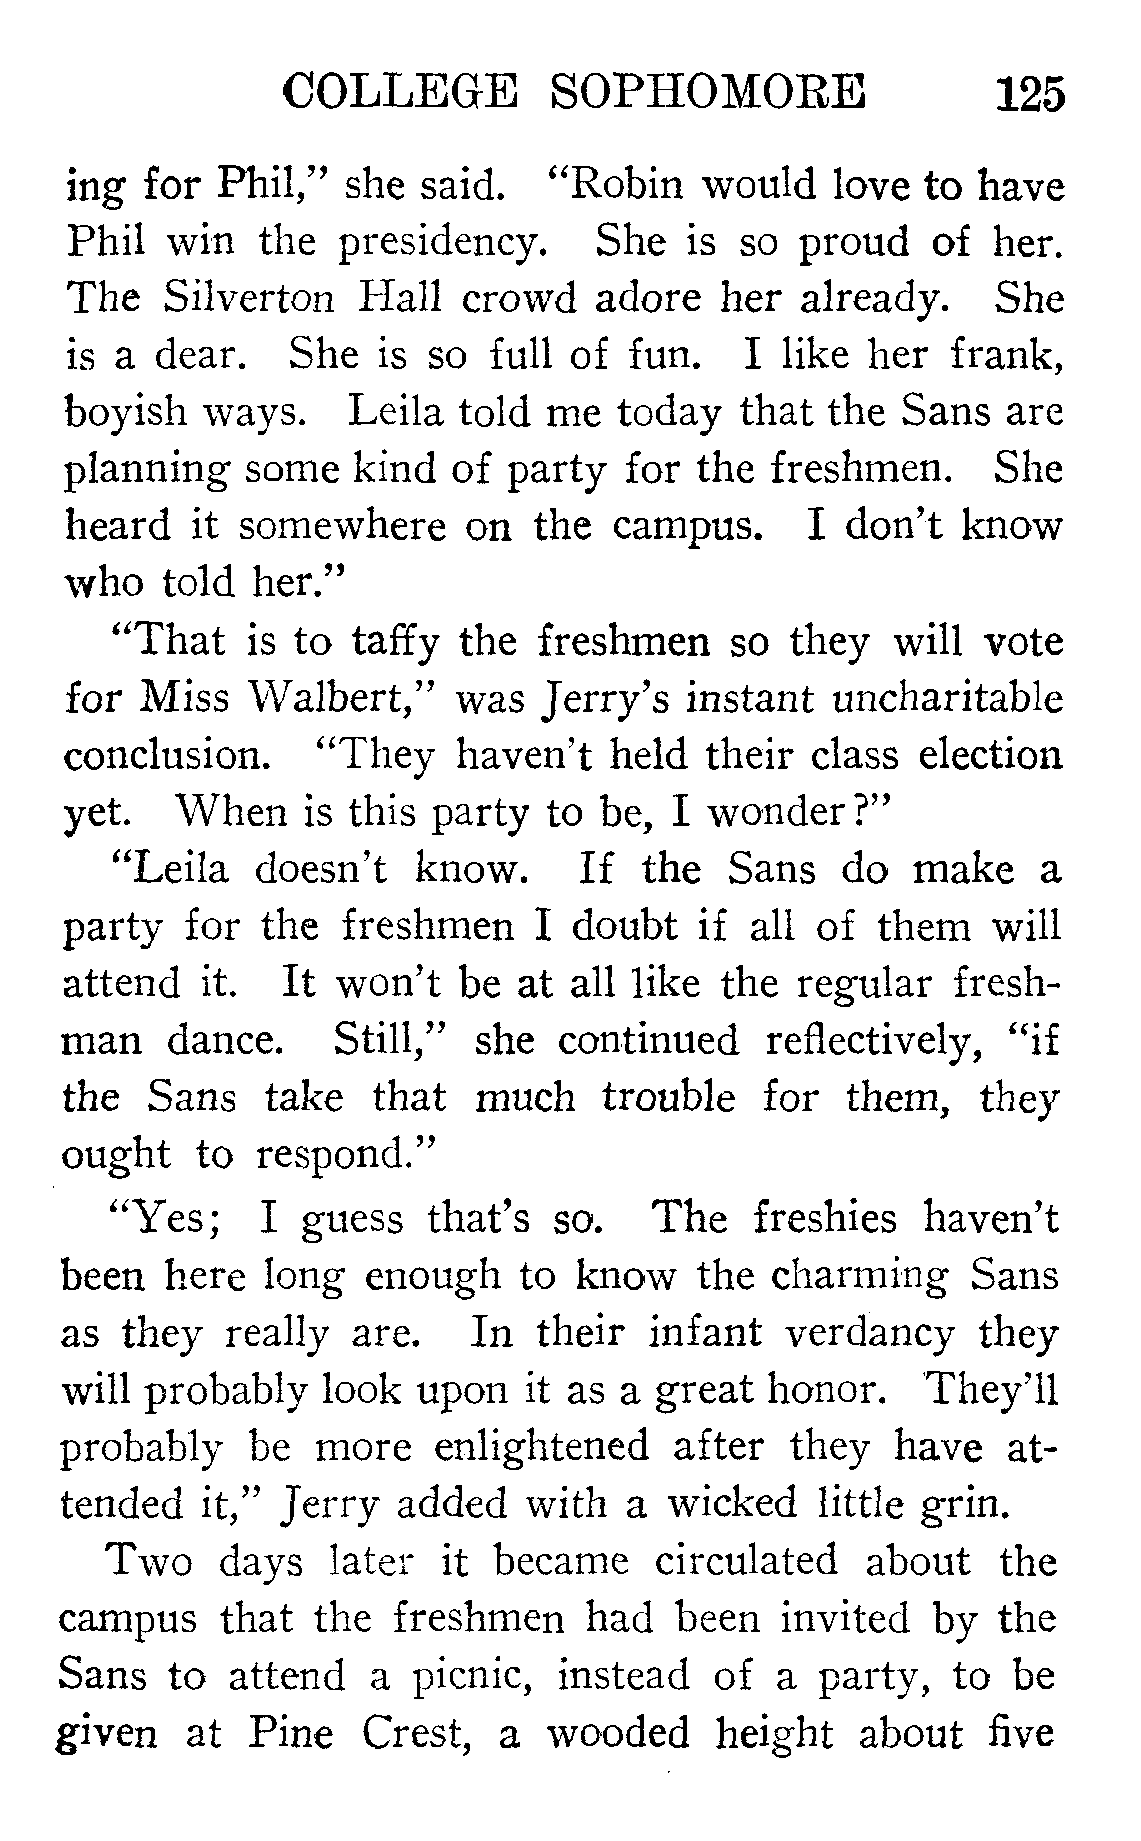 COLLEGE SOPHOMORE 125
ing for Phil,” she said. “Robin would love to have
Phil win the presidency. She is so proud of her.
The Silverton Hall crowd adore her already. She
is a dear. She is so full of fun. I like her frank,
boyish ways. Leila told me today that the Sans are
planning some kind of party for the freshmen. She
heard it somewhere on the campus. I don’t know
who told her.”
“That is to taffy the freshmen so they will vote
for Miss Walbert,” was Jerry’s instant uncharitable
conclusion. “They haven’t held their class election
yet. When is this party to be, I wonder?”
“Leila doesn’t know. If the Sans do make a
party for the freshmen I doubt if all of them will
attend it. It won’t be at all like the regular fresh-
man dance. Still,” she continued reflectively, “if
the Sans take that much trouble for them, they
ought to respond.”
“Yes; I guess that’s so. The freshies haven’t
been here long enough to know the charming Sans
as they really are. In their infant verdancy they
will probably look upon it as a great honor. They’ll
probably be more enlightened after they have at-
tended it,” Jerry added with a wicked little grin.
Two days later it became circulated about the
campus that the freshmen had been invited by the
Sans to attend a picnic, instead of a party, to be
given at Pine Crest, a wooded height about five